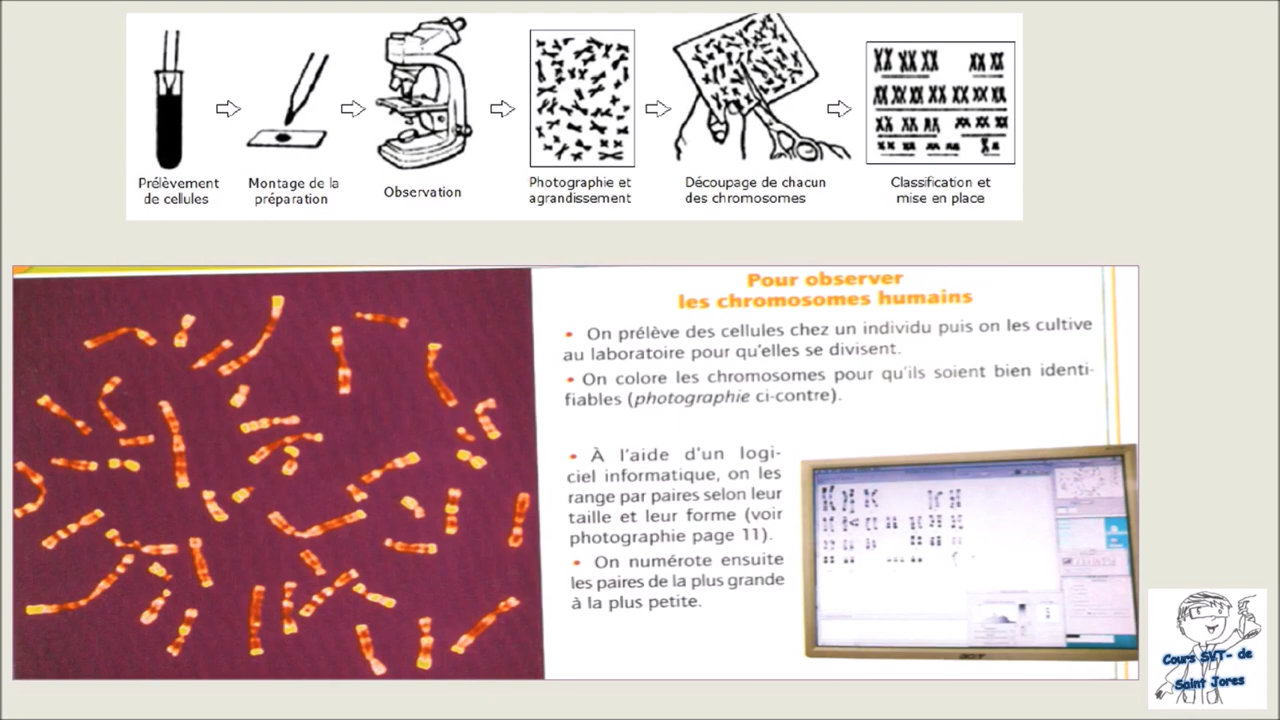 Prélèvement
de cellules
Montage de la
préparation
Observation
Photographie et
agrandissement
Découpage de chacun
des chromosomes
Classification et
mise en place
Pour observer
les chromosomes humains
• On prélève des cellules chez un individu puis on les cultive
au laboratoire pour qu'elles se divisent.
• On colore les chromosomes pour qu'ils soient bien identi-
fiables (photographie ci-contre).
• À l'aide d'un logi-
ciel informatique, on les
range par paires selon leur
taille et leur forme (voir
photographie page 11).
• On numérote ensuite
les paires de la plus grande
à la plus petite.
acer
Cours SVT- de
Saint Jores